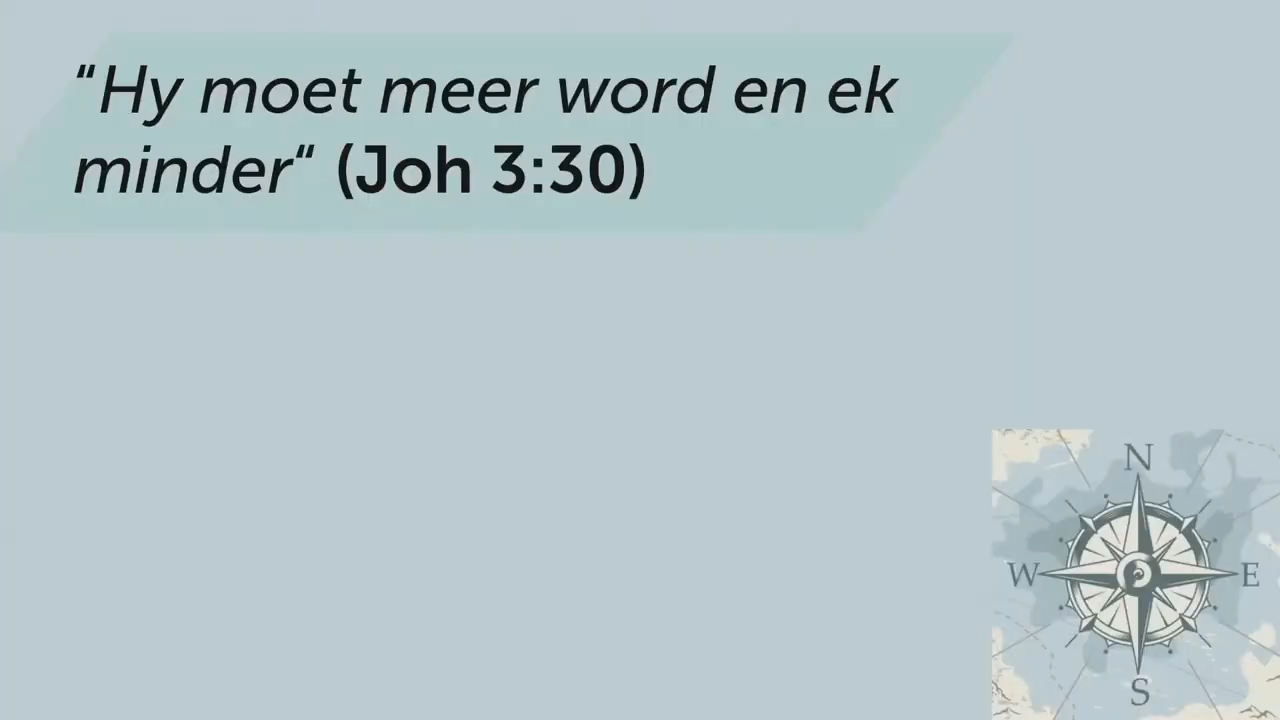 “Hy moet meer word en ek
minder“ (Joh 3:30)
N
W E
S